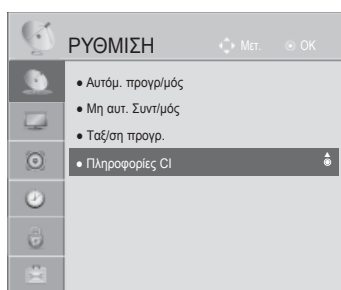 ΡΥΘΜΙΣΗ Μετ. OK
● Αυτόμ. προγρ/μός
● Μη αυτ. Συντ/μός
● Ταξ/ση προγρ.
● Πληροφορίες CI